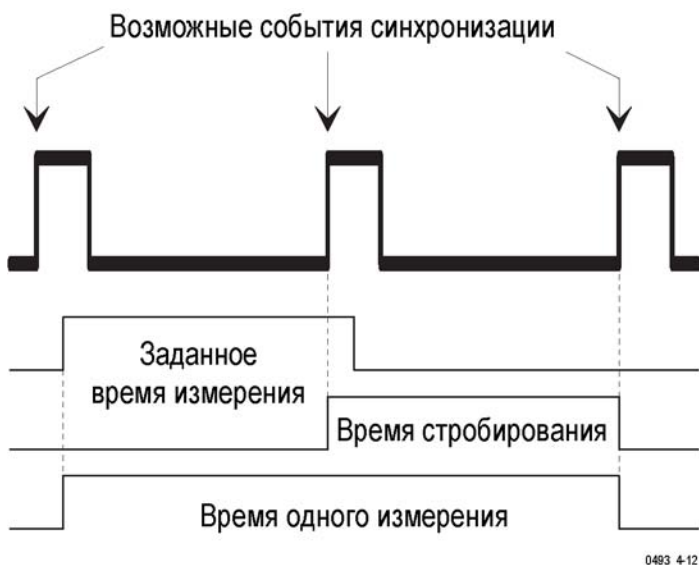 Возможные события синхронизации
Заданное
время измерения
Время стробирования
Время одного измерения
0493 4-12